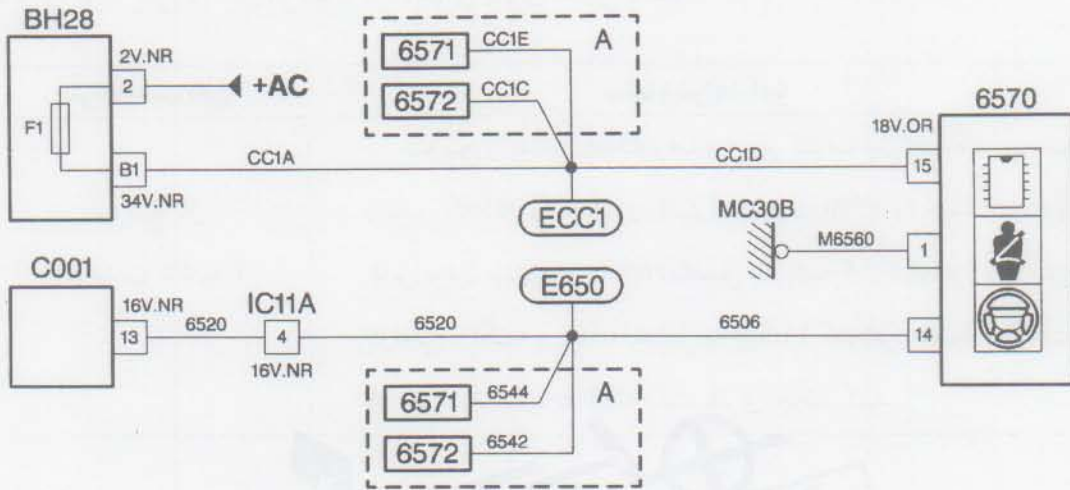 BH28
2V.NR
2
+AC
F1
B1
CC1A
34V.NR
6571
CC1E
A
6572
CC1C
ECC1
CC1D
6570
18V.OR
15
MC30B
M6560
1
C001
16V.NR
13
6520
IC11A
4
16V.NR
6520
E650
6506
14
6571
6544
A
6572
6542